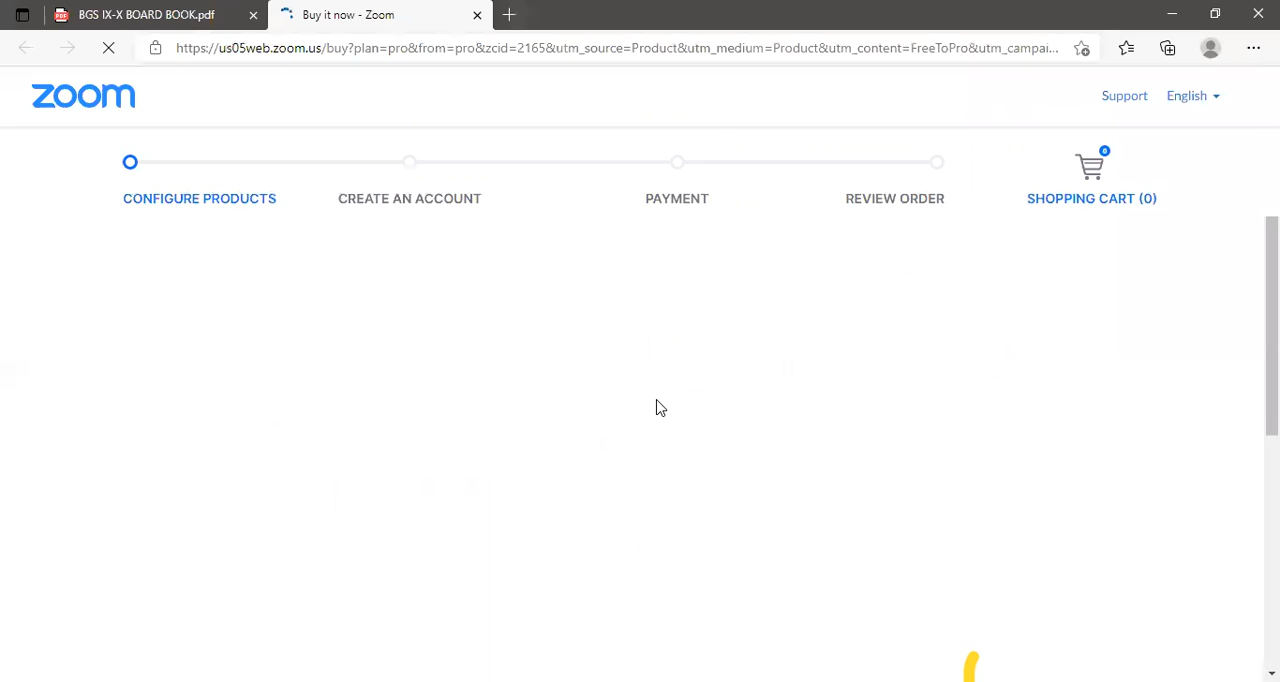 BGS IX-X BOARD BOOK.pdf
Buy it now - Zoom
https://us05web.zoom.us/buy?plan=pro&from=pro&zcid=2165&utm_source=Product&utm_medium=Product&utm_content=FreeToPro&utm_campai...
zoom
Support English
0
CONFIGURE PRODUCTS CREATE AN ACCOUNT PAYMENT REVIEW ORDER SHOPPING CART (0)